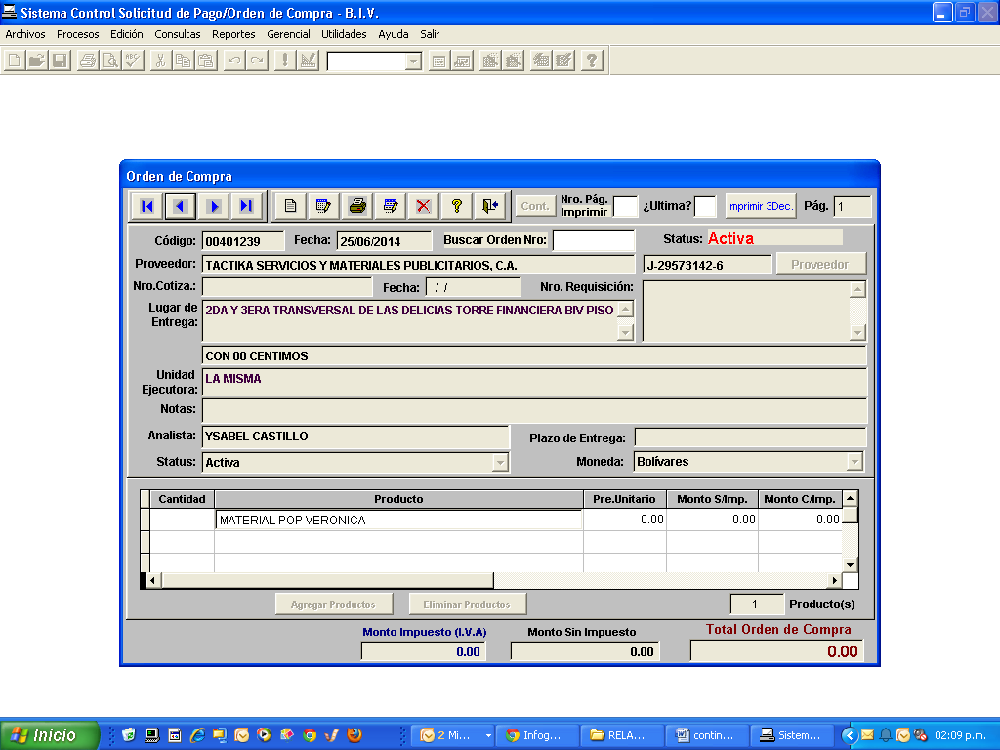 Sistema Control Solicitud de Pago/Orden de Compra - B.I.V.
Archivos Procesos Edición Consultas Reportes Gerencial Utilidades Ayuda Salir
Orden de Compra
Cont. Nro. Pág. Imprimir ¿Ultima? Imprimir 3Dec. Pág. 1
Código: 00401239 Fecha: 25/06/2014 Buscar Orden Nro: Status: Activa
Proveedor: TACTIKA SERVICIOS Y MATERIALES PUBLICITARIOS, C.A. J-29573142-6 Proveedor
Nro.Cotiza.: Fecha: / / Nro. Requisición:
Lugar de Entrega: 2DA Y 3ERA TRANSVERSAL DE LAS DELICIAS TORRE FINANCIERA BIV PISO
CON 00 CENTIMOS
Unidad Ejecutora: LA MISMA
Notas:
Analista: YSABEL CASTILLO Plazo de Entrega:
Status: Activa Moneda: Bolívares
Cantidad Producto Pre.Unitario Monto S/Imp. Monto C/Imp.
MATERIAL POP VERONICA 0.00 0.00 0.00
Agregar Productos Eliminar Productos 1 Producto(s)
Monto Impuesto (I.V.A) Monto Sin Impuesto Total Orden de Compra
0.00 0.00 0.00
Inicio 2 Mi... Infog... RELA... contin... Sistem... 02:09 p.m.